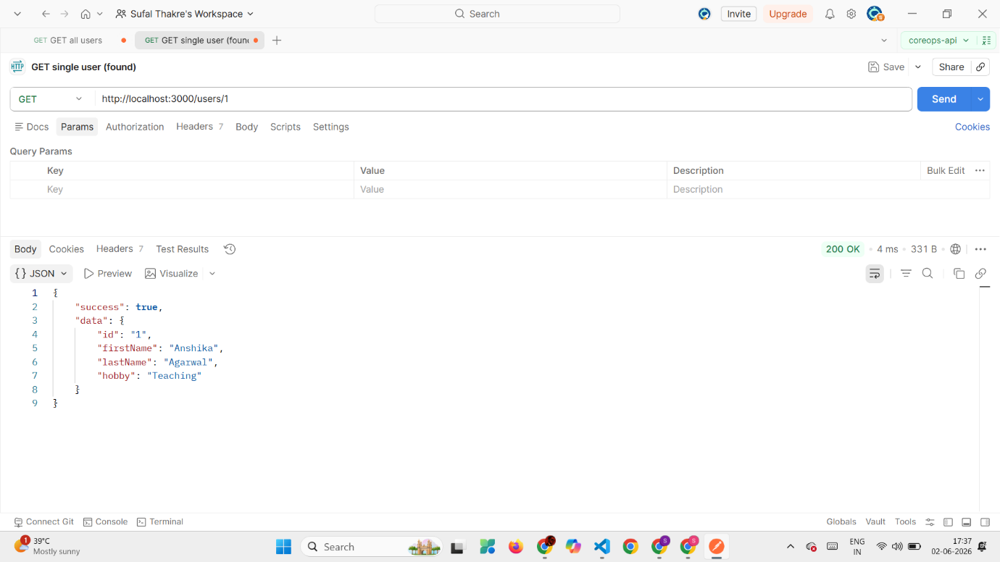 Sufal Thakre's Workspace
Search
Invite
Upgrade
GET GET all users
GET GET single user (foun
coreops-api
HTTP GET single user (found)
Save
Share
GET
http://localhost:3000/users/1
Send
Docs
Params
Authorization
Headers 7
Body
Scripts
Settings
Cookies
Query Params
Key Value Description Bulk Edit
Key Value Description
Body
Cookies
Headers 7
Test Results
200 OK • 4 ms • 331 B
{} JSON
Preview
Visualize
1 {
2 "success": true,
3 "data": {
4 "id": "1",
5 "firstName": "Anshika",
6 "lastName": "Agarwal",
7 "hobby": "Teaching"
8 }
9 }
Connect Git
Console
Terminal
Globals
Vault
Tools
1
39°C
Mostly sunny
Search
S
S
ENG
IN
17:37
02-06-2026